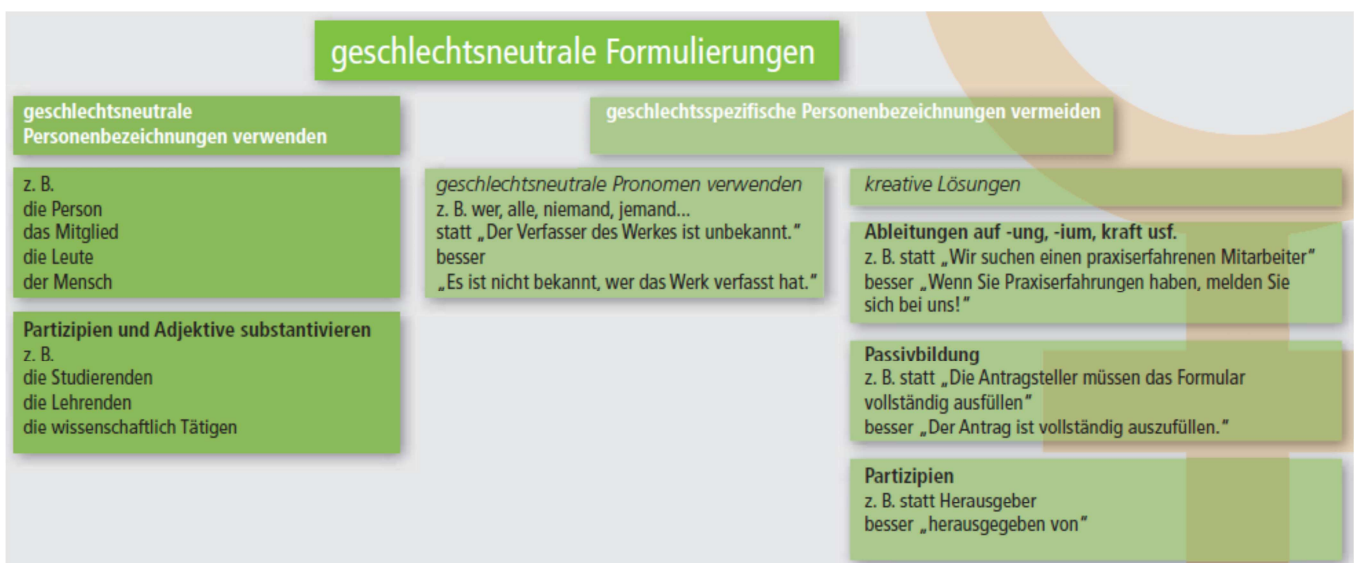 geschlechtsneutrale Formulierungen
geschlechtsneutrale
Personenbezeichnungen verwenden
z. B.
die Person
das Mitglied
die Leute
der Mensch
Partizipien und Adjektive substantivieren
z. B.
die Studierenden
die Lehrenden
die wissenschaftlich Tätigen
geschlechtsspezifische Personenbezeichnungen vermeiden
geschlechtsneutrale Pronomen verwenden
z. B. wer, alle, niemand, jemand...
statt „Der Verfasser des Werkes ist unbekannt.”
besser
„Es ist nicht bekannt, wer das Werk verfasst hat.”
kreative Lösungen
Ableitungen auf -ung, -ium, kraft usf.
z. B. statt „Wir suchen einen praxiserfahrenen Mitarbeiter”
besser „Wenn Sie Praxiserfahrungen haben, melden Sie
sich bei uns!”
Passivbildung
z. B. statt „Die Antragsteller müssen das Formular
vollständig ausfüllen”
besser „Der Antrag ist vollständig auszufüllen.”
Partizipien
z. B. statt Herausgeber
besser „herausgegeben von”